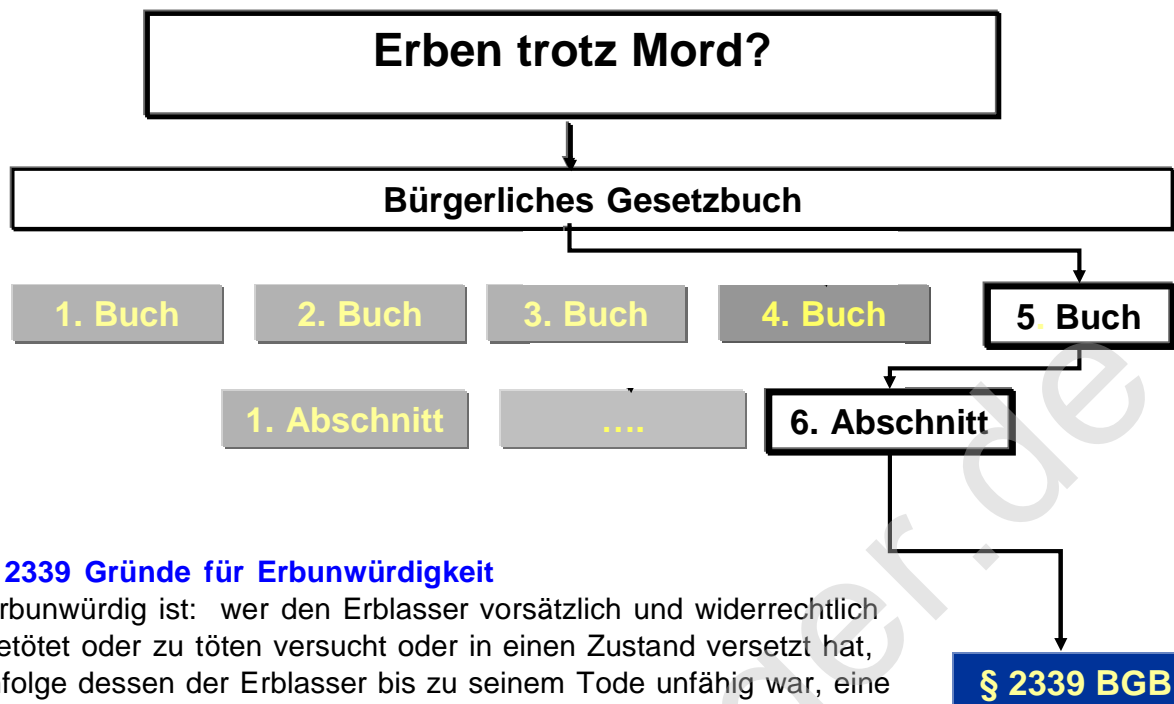 Erben trotz Mord?
Bürgerliches Gesetzbuch
1. Buch 2. Buch 3. Buch 4. Buch 5. Buch
1. Abschnitt .... 6. Abschnitt
2339 Gründe für Erbunwürdigkeit
rbunwürdig ist: wer den Erblasser vorsätzlich und widerrechtlich
etötet oder zu töten versucht oder in einen Zustand versetzt hat,
folge dessen der Erblasser bis zu seinem Tode unfähig war, eine
§ 2339 BGB
er.de